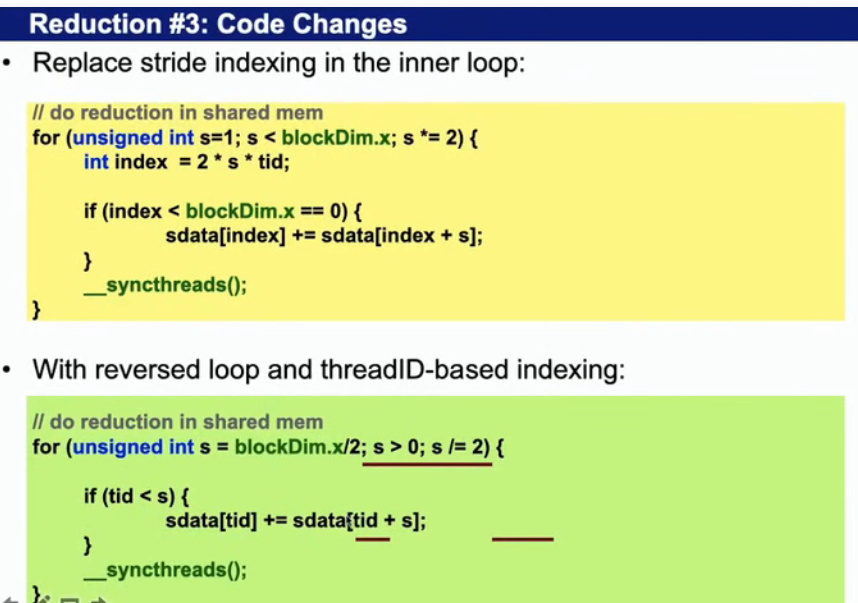 Reduction #3: Code Changes
• Replace stride indexing in the inner loop:
// do reduction in shared mem
for (unsigned int s=1; s < blockDim.x; s *= 2) {
int index = 2 * s * tid;
if (index < blockDim.x == 0) {
sdata[index] += sdata[index + s];
}
__syncthreads();
}
• With reversed loop and threadID-based indexing:
// do reduction in shared mem
for (unsigned int s = blockDim.x/2; s > 0; s /= 2) {
if (tid < s) {
sdata[tid] += sdata[tid + s];
}
__syncthreads();
}